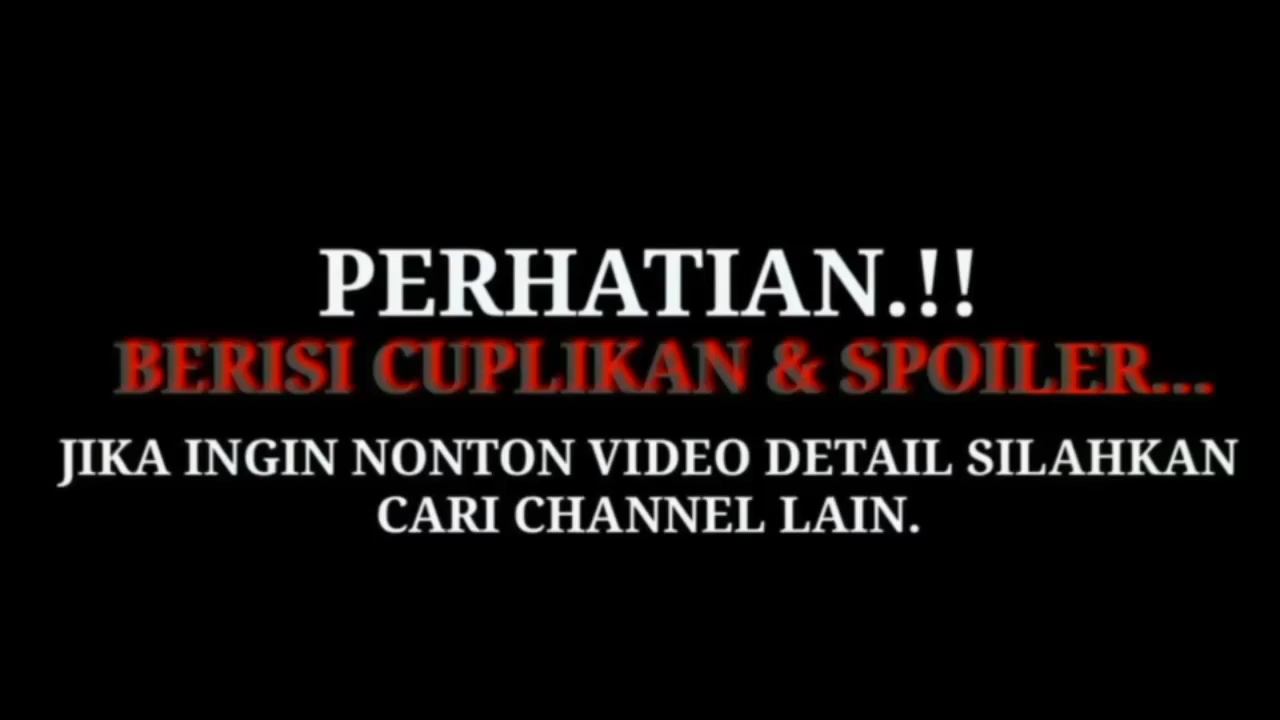 PERHATIAN.!!
BERISI CUPLIKAN & SPOILER...
JIKA INGIN NONTON VIDEO DETAIL SILAHKAN
CARI CHANNEL LAIN.